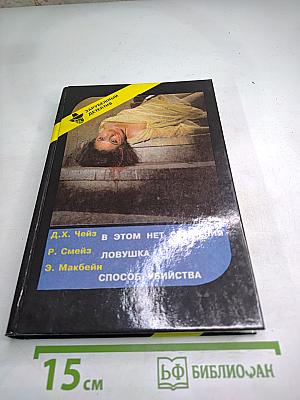 ЗАРУБЕЖНЫЙ
ДЕТЕКТИВ
Д.Х. Чейз В ЭТОМ НЕТ
Р. Смейз ЛОВУШКА
Э. Макбейн СПОСОБ УБИЙСТВА
15 см
БФ БИБЛИОФАН